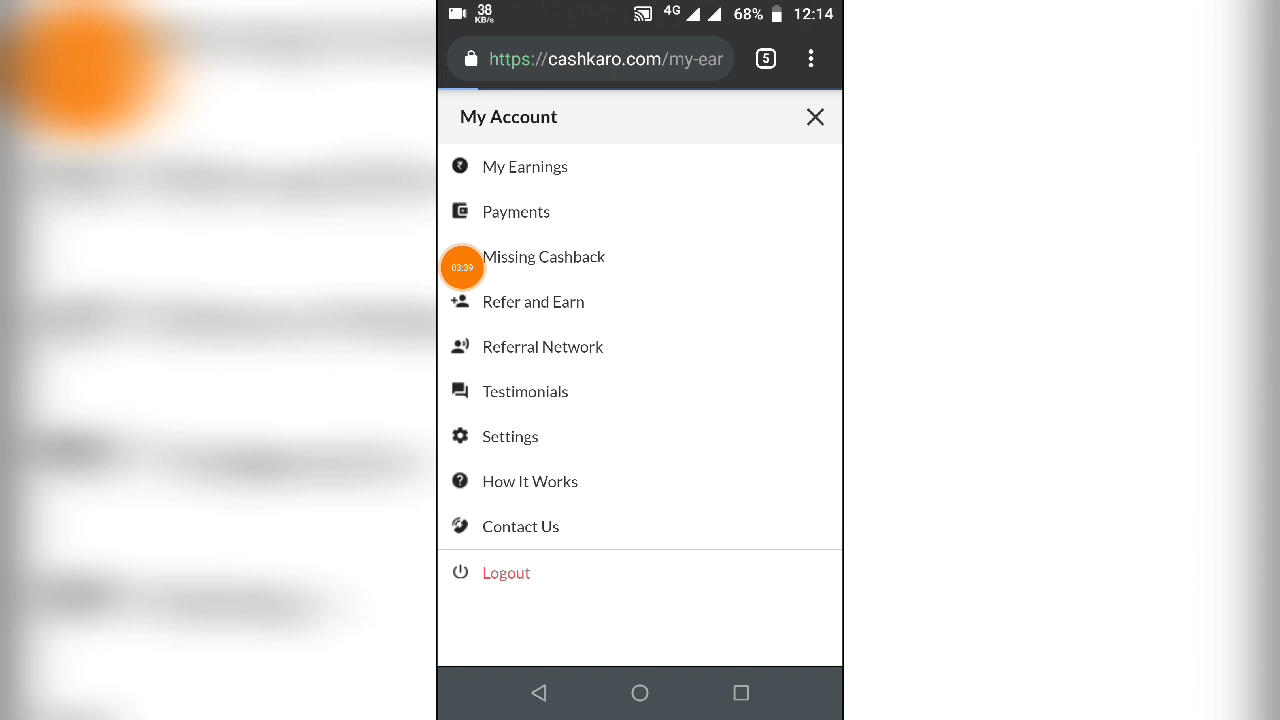 38
KB/s
4G
68%
12:14
https://cashkaro.com/my-ear
5
My Account
My Earnings
Payments
Missing Cashback
03:39
Refer and Earn
Referral Network
Testimonials
Settings
How It Works
Contact Us
Logout